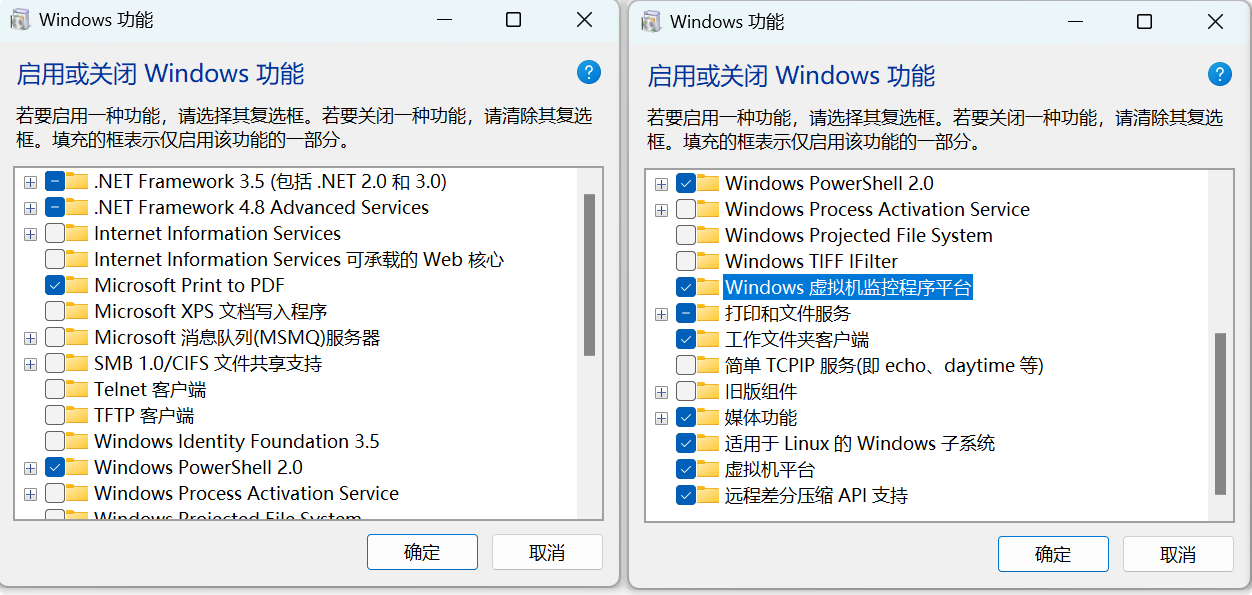 Windows 功能
启用或关闭 Windows 功能
若要启用一种功能，请选择其复选框。若要关闭一种功能，请清除其复选
框。填充的框表示仅启用该功能的一部分。
.NET Framework 3.5 (包括 .NET 2.0 和 3.0)
.NET Framework 4.8 Advanced Services
Internet Information Services
Internet Information Services 可承载的 Web 核心
Microsoft Print to PDF
Microsoft XPS 文档写入程序
Microsoft 消息队列(MSMQ)服务器
SMB 1.0/CIFS 文件共享支持
Telnet 客户端
TFTP 客户端
Windows Identity Foundation 3.5
Windows PowerShell 2.0
Windows Process Activation Service
Windows Projected File System
确定
取消
Windows 功能
启用或关闭 Windows 功能
若要启用一种功能，请选择其复选框。若要关闭一种功能，请清除其复选
框。填充的框表示仅启用该功能的一部分。
Windows PowerShell 2.0
Windows Process Activation Service
Windows Projected File System
Windows TIFF IFilter
Windows 虚拟机监控程序平台
打印和文件服务
工作文件夹客户端
简单 TCPIP 服务(即 echo、daytime 等)
旧版组件
媒体功能
适用于 Linux 的 Windows 子系统
虚拟机平台
远程差分压缩 API 支持
确定
取消